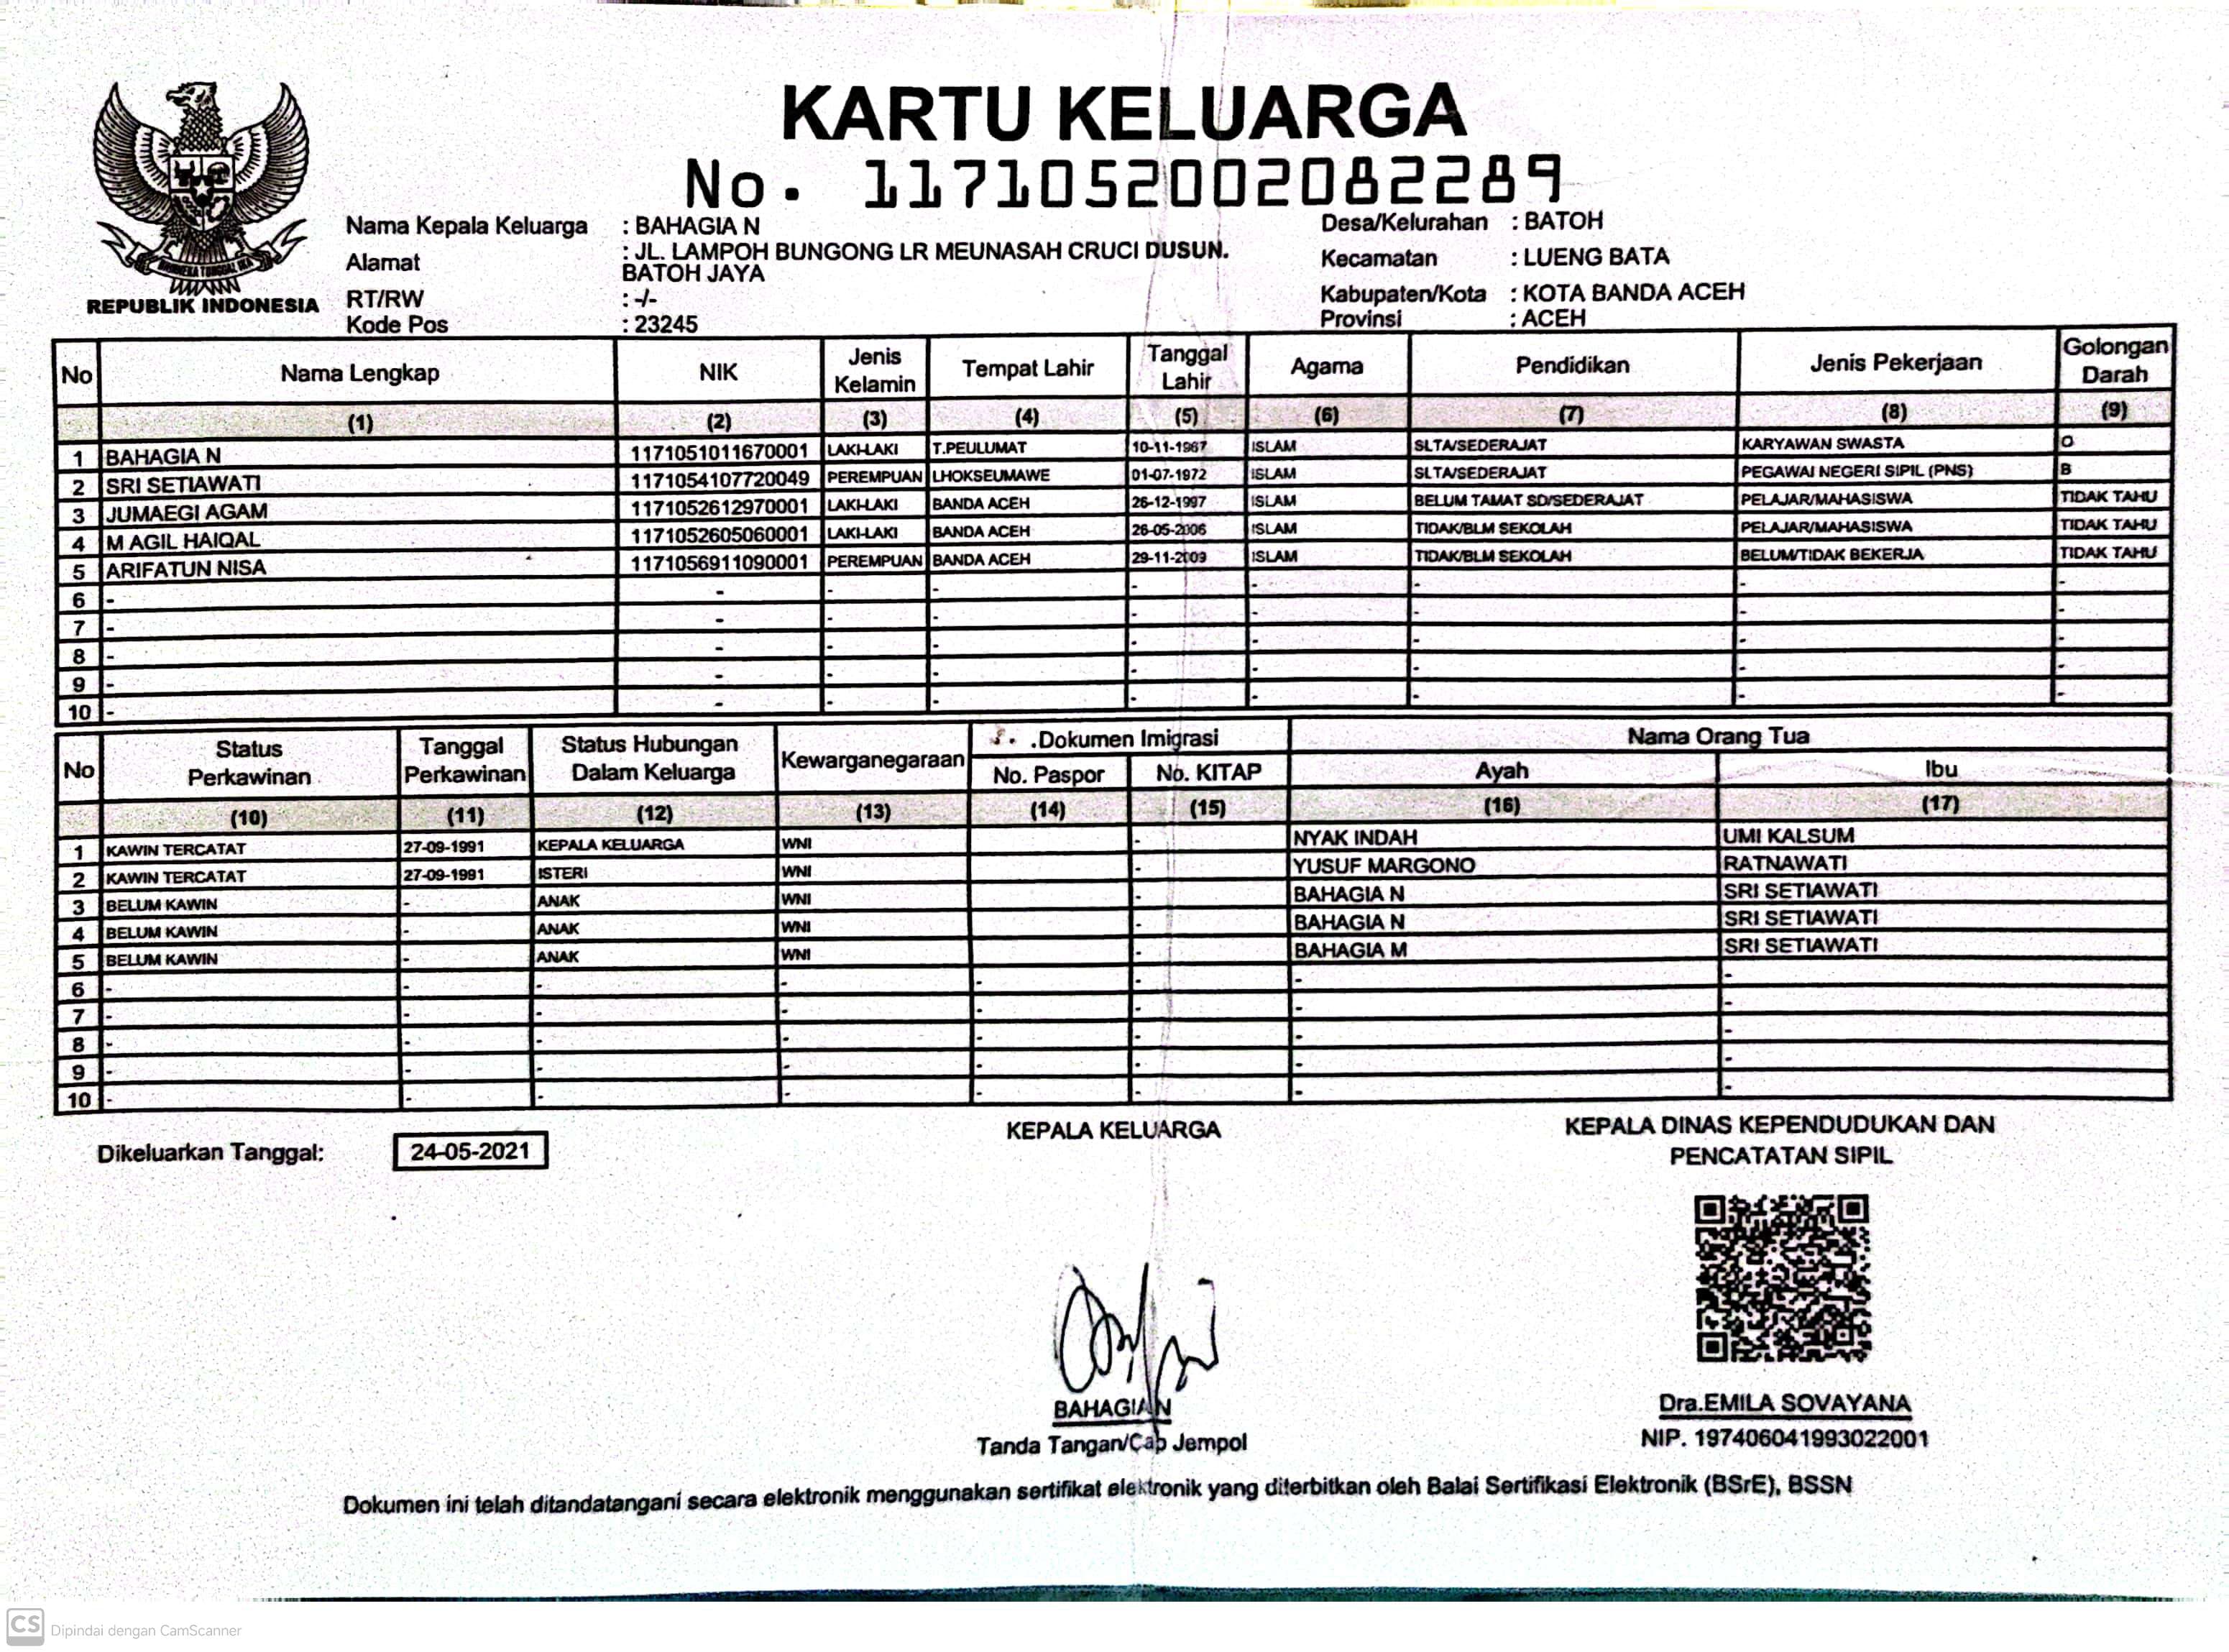 KARTU KELUARGA
No. 1171052002082289
REPUBLIK INDONESIA
Nama Kepala Keluarga : BAHAGIA N
Alamat : JL. LAMPOH BUNGONG LR MEUNASAH CRUCI DUSUN. BATOH JAYA
RT/RW : -/-
Kode Pos : 23245
Desa/Kelurahan : BATOH
Kecamatan : LUENG BATA
Kabupaten/Kota : KOTA BANDA ACEH
Provinsi : ACEH
No Nama Lengkap NIK Jenis Kelamin Tempat Lahir Tanggal Lahir Agama Pendidikan Jenis Pekerjaan Golongan Darah
(1) (2) (3) (4) (5) (6) (7) (8) (9)
1 BAHAGIA N 1171051011670001 LAKI-LAKI T.PEULUMAT 10-11-1967 ISLAM SLTA/SEDERAJAT KARYAWAN SWASTA O
2 SRI SETIAWATI 1171054107720049 PEREMPUAN LHOKSEUMAWE 01-07-1972 ISLAM SLTA/SEDERAJAT PEGAWAI NEGERI SIPIL (PNS) B
3 JUMAEGI AGAM 1171052612970001 LAKI-LAKI BANDA ACEH 26-12-1997 ISLAM BELUM TAMAT SD/SEDERAJAT PELAJAR/MAHASISWA TIDAK TAHU
4 M AGIL HAIQAL 1171052605060001 LAKI-LAKI BANDA ACEH 26-05-2006 ISLAM TIDAK/BLM SEKOLAH PELAJAR/MAHASISWA TIDAK TAHU
5 ARIFATUN NISA 1171056911090001 PEREMPUAN BANDA ACEH 29-11-2009 ISLAM TIDAK/BLM SEKOLAH BELUM/TIDAK BEKERJA TIDAK TAHU
6 - - - - - - - - -
7 - - - - - - - - -
8 - - - - - - - - -
9 - - - - - - - - -
10 - - - - - - - - -
No Status Perkawinan Tanggal Perkawinan Status Hubungan Dalam Keluarga Kewarganegaraan Dokumen Imigrasi Nama Orang Tua
No. Paspor No. KITAP Ayah Ibu
(10) (11) (12) (13) (14) (15) (16) (17)
1 KAWIN TERCATAT 27-09-1991 KEPALA KELUARGA WNI - NYAK INDAH UMI KALSUM
2 KAWIN TERCATAT 27-09-1991 ISTERI WNI - YUSUF MARGONO RATNAWATI
3 BELUM KAWIN - ANAK WNI - BAHAGIA N SRI SETIAWATI
4 BELUM KAWIN - ANAK WNI - BAHAGIA N SRI SETIAWATI
5 BELUM KAWIN - ANAK WNI - BAHAGIA M SRI SETIAWATI
6 - - - - - - - -
7 - - - - - - - -
8 - - - - - - - -
9 - - - - - - - -
10 - - - - - - - -
Dikeluarkan Tanggal: 24-05-2021
KEPALA KELUARGA
BAHAGIA N
Tanda Tangan/Cap Jempol
KEPALA DINAS KEPENDUDUKAN DAN
PENCATATAN SIPIL
Dra.EMILA SOVAYANA
NIP. 197406041993022001
Dokumen ini telah ditandatangani secara elektronik menggunakan sertifikat elektronik yang diterbitkan oleh Balai Sertifikasi Elektronik (BSrE), BSSN
CS Dipindai dengan CamScanner